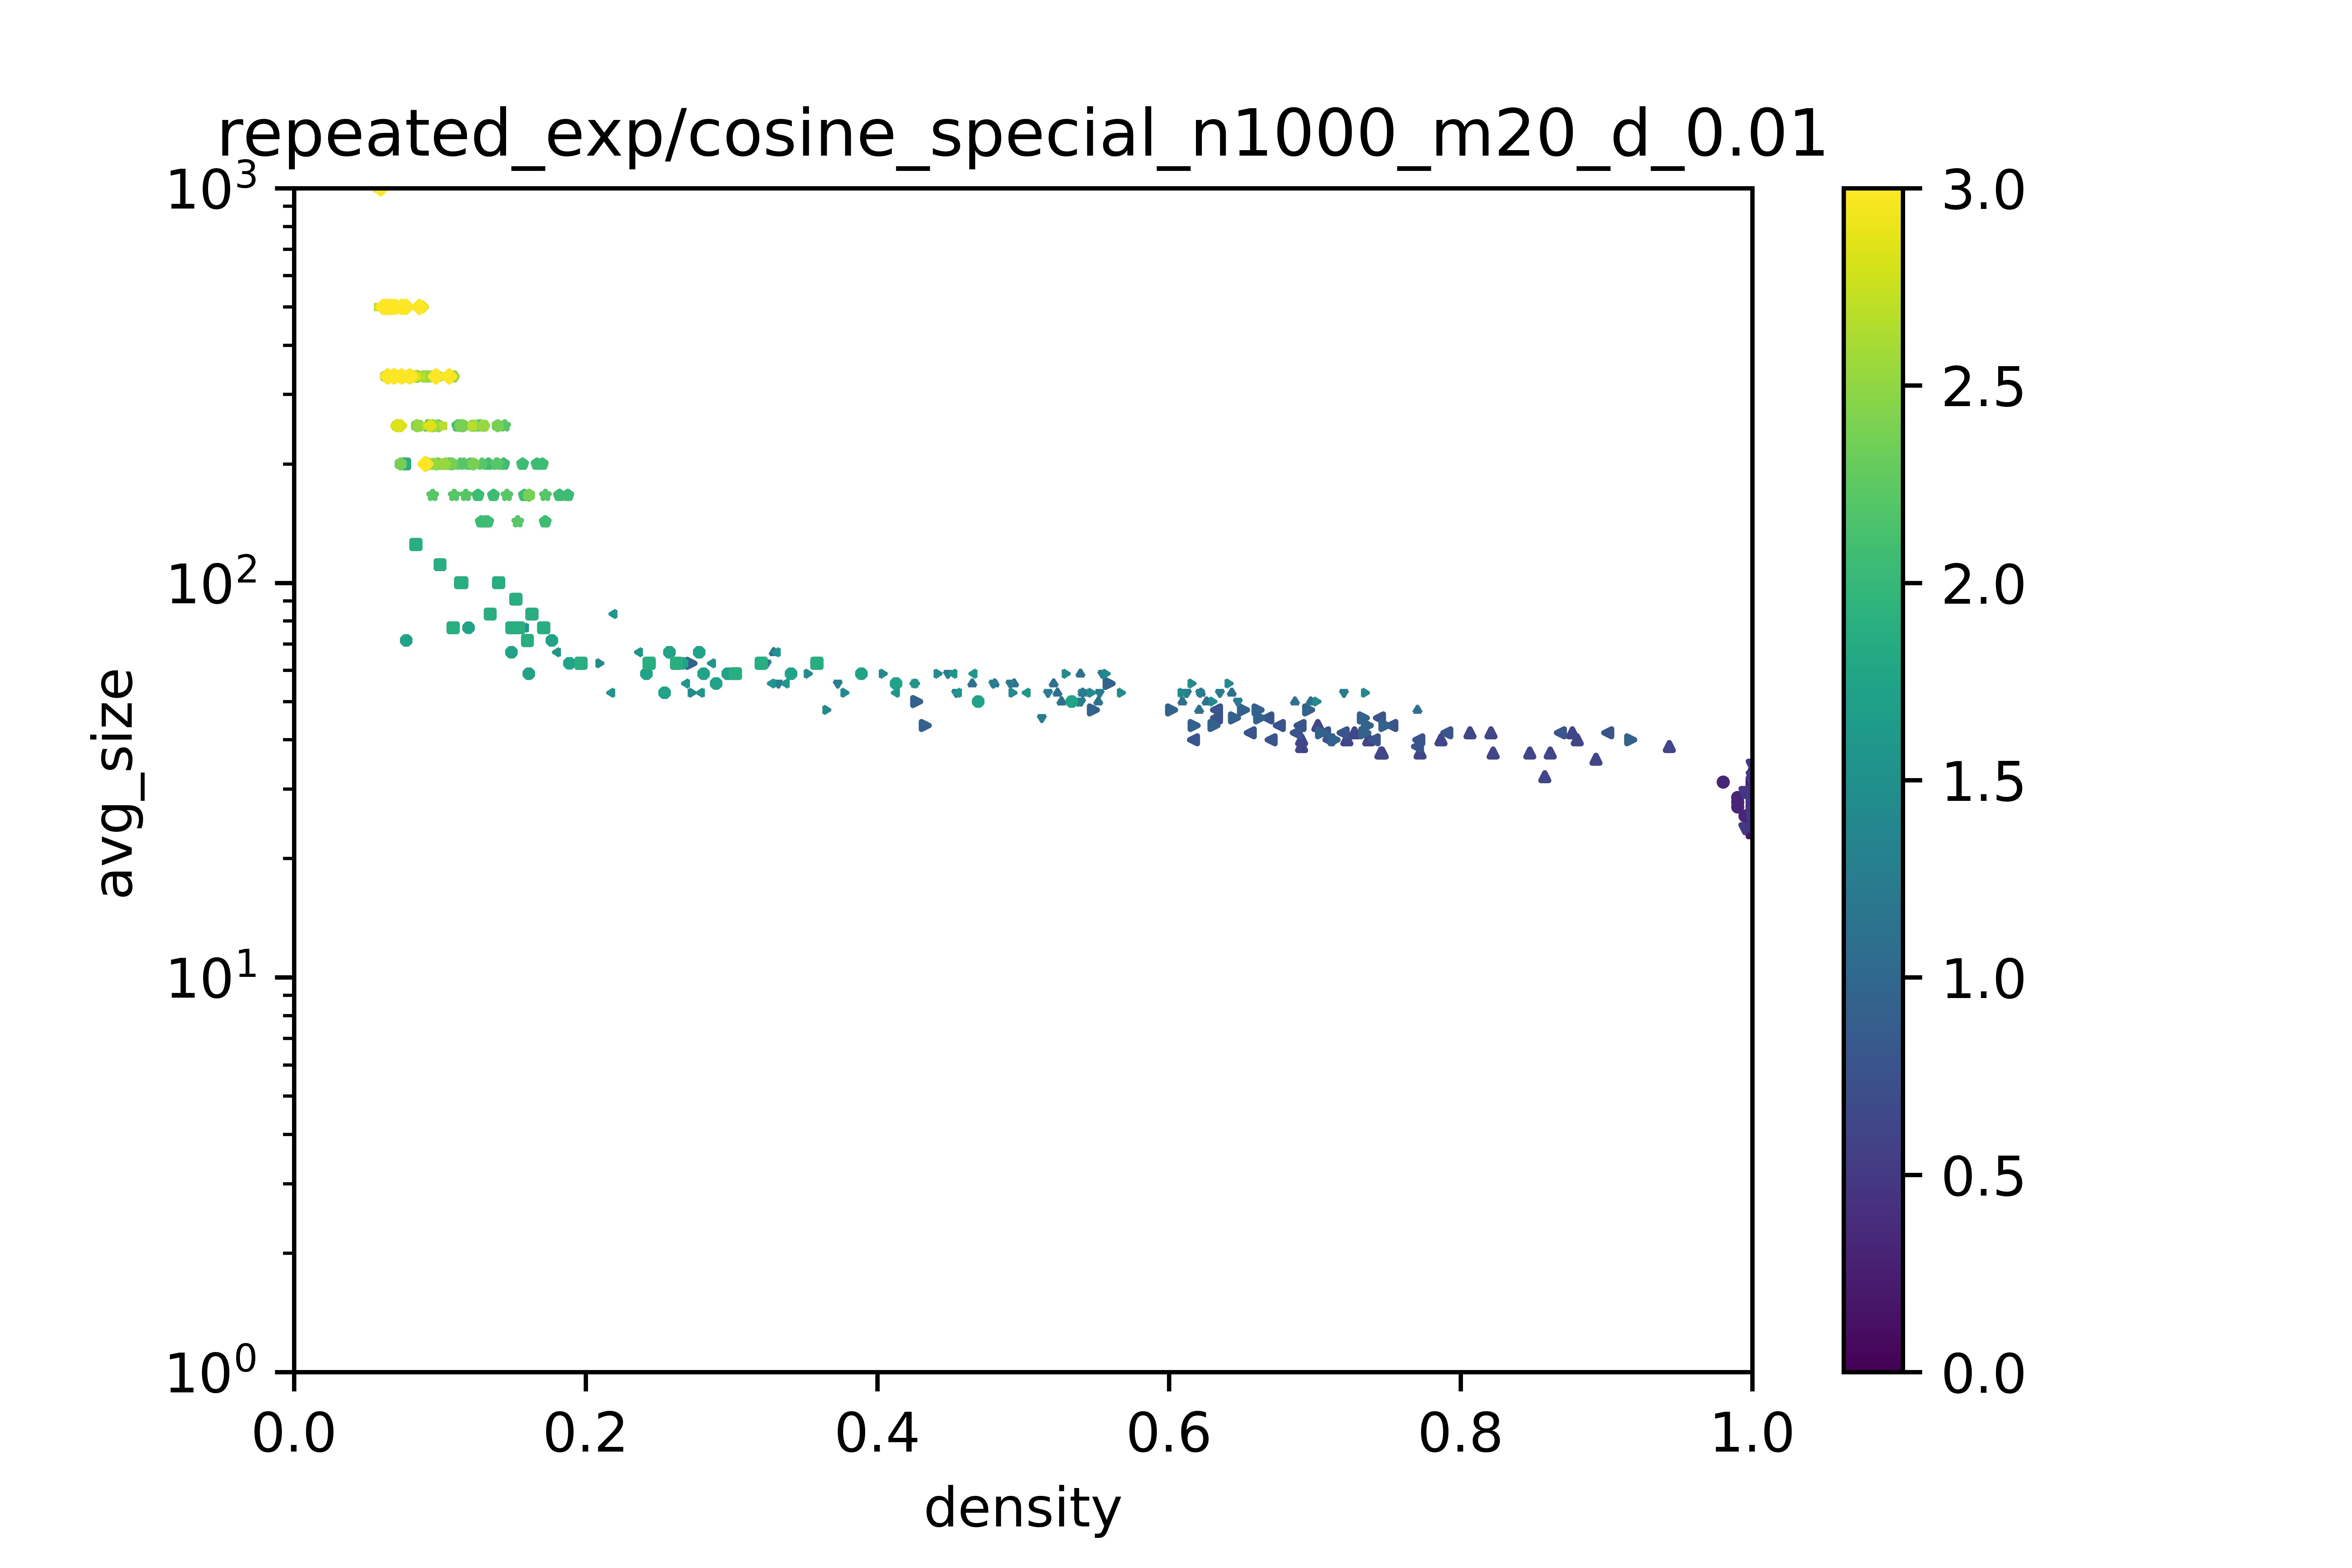 repeated_exp/cosine_special_n1000_m20_d_0.01
10³
10²
10¹
10⁰
avg_size
0.0 0.2 0.4 0.6 0.8 1.0
density
3.0
2.5
2.0
1.5
1.0
0.5
0.0